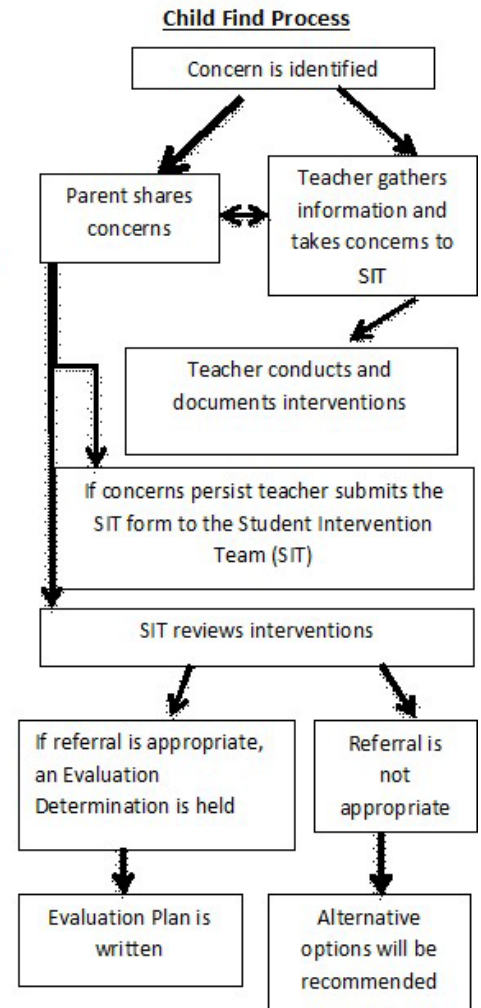 Child Find Process
Concern is identified
Parent shares
concerns
Teacher gathers
information and
takes concerns to
SIT
Teacher conducts and
documents interventions
If concerns persist teacher submits the
SIT form to the Student Intervention
Team (SIT)
SIT reviews interventions
If referral is appropriate,
an Evaluation
Determination is held
Referral is
not
appropriate
Evaluation Plan is
written
Alternative
options will be
recommended